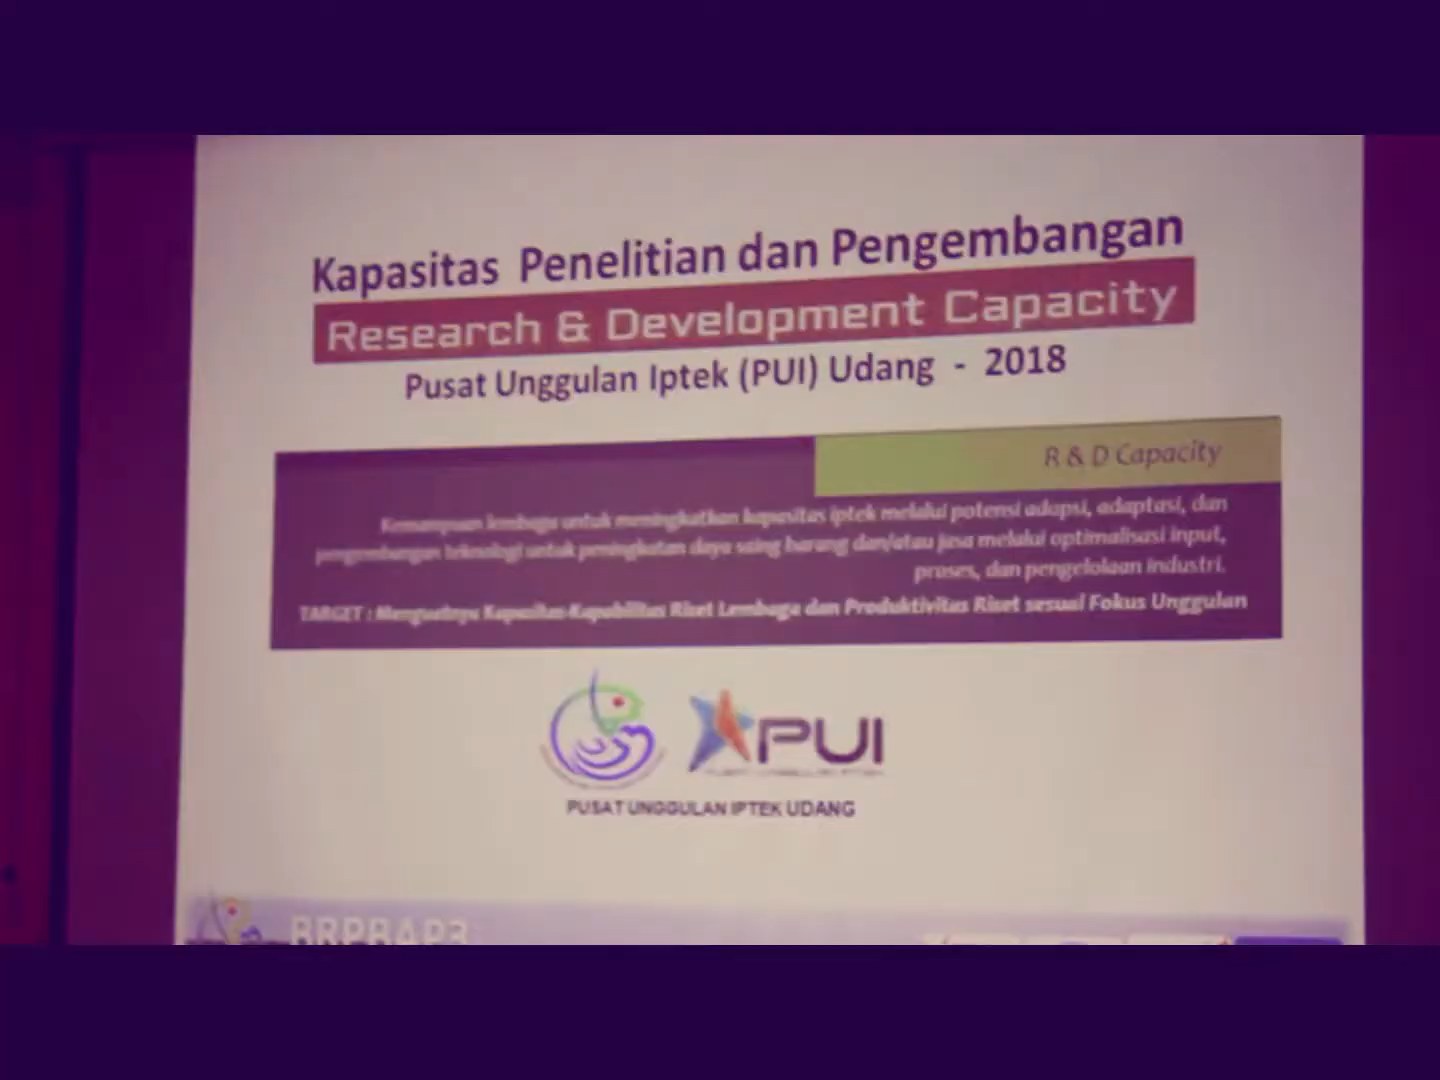 Kapasitas Penelitian dan Pengembangan
Research & Development Capacity
Pusat Unggulan Iptek (PUI) Udang - 2018
R & D Capacity
Kemampuan lembaga untuk meningkatkan kapasitas iptek melalui potensi adopsi, adaptasi, dan
pengembangan teknologi untuk peningkatan daya saing barang dan/atau jasa melalui optimalisasi input,
proses, dan pengelolaan industri.
TARGET : Menguatnya Kapasitas-Kapabilitas Riset Lembaga dan Produktivitas Riset sesuai Fokus Unggulan
PUI
PUSAT UNGGULAN IPTEK UDANG
BRPBAP3